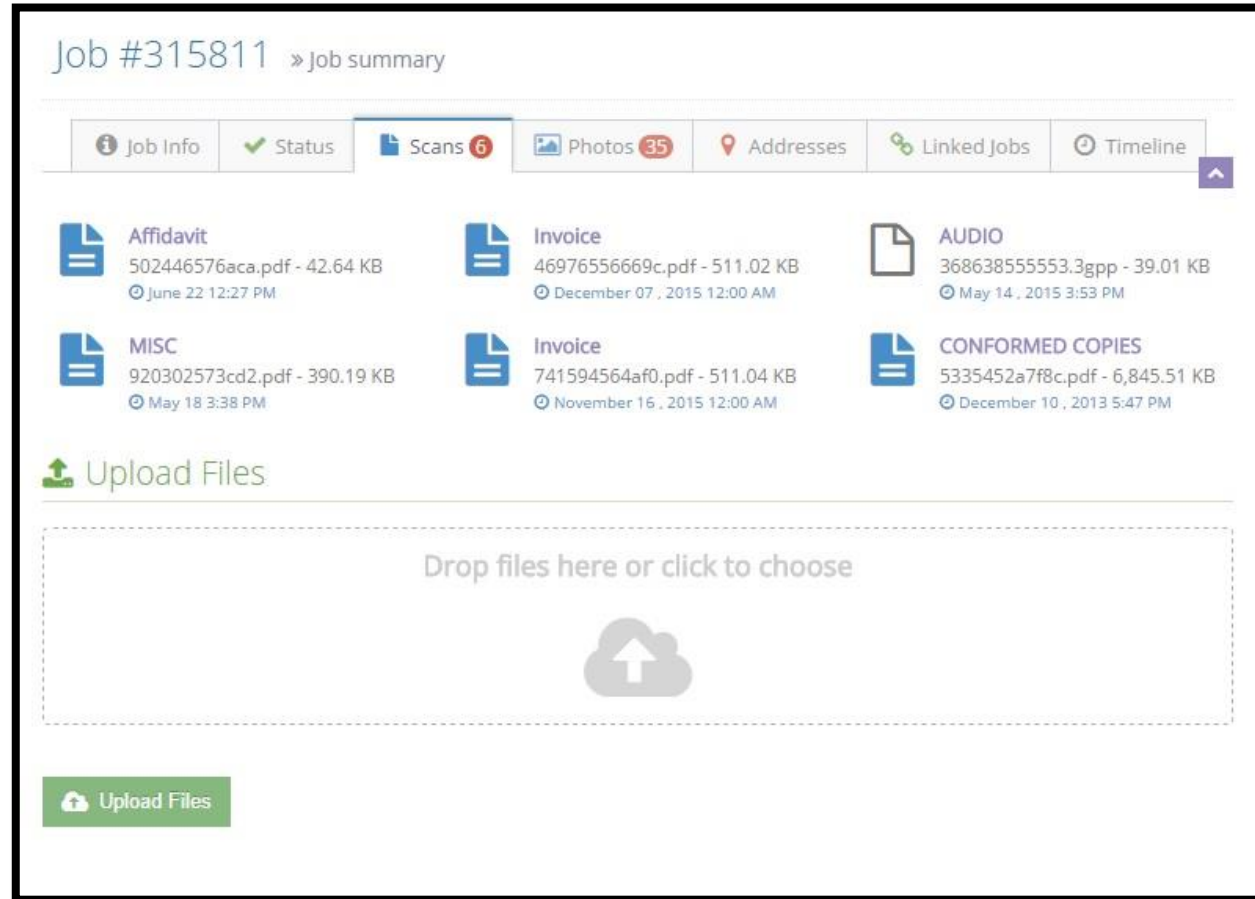 Job #315811 » Job summary
Job Info Status Scans 6 Photos 35 Addresses Linked Jobs Timeline
Affidavit
502446576aca.pdf - 42.64 KB
June 22 12:27 PM
Invoice
46976556669c.pdf - 511.02 KB
December 07 , 2015 12:00 AM
AUDIO
368638555553.3gpp - 39.01 KB
May 14 , 2015 3:53 PM
MISC
920302573cd2.pdf - 390.19 KB
May 18 3:38 PM
Invoice
741594564af0.pdf - 511.04 KB
November 16 , 2015 12:00 AM
CONFORMED COPIES
5335452a7f8c.pdf - 6,845.51 KB
December 10 , 2013 5:47 PM
Upload Files
Drop files here or click to choose
Upload Files